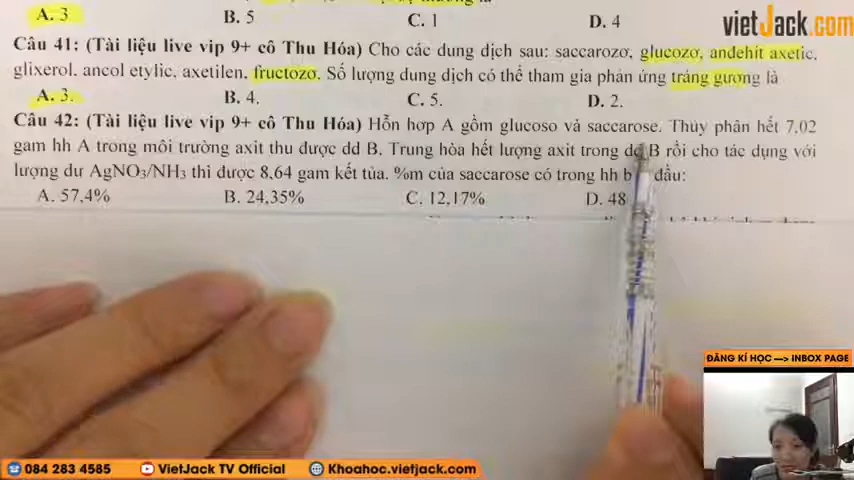 A. 3 B. 5 C. 1 D. 4
vietJack.com
Câu 41: (Tài liệu live vip 9+ cô Thu Hóa) Cho các dung dịch sau: saccarozơ, glucozơ, anđehit axetic,
glixerol, ancol etylic, axetilen, fructozơ. Số lượng dung dịch có thể tham gia phản ứng tráng gương là
A. 3. B. 4. C. 5. D. 2.
Câu 42: (Tài liệu live vip 9+ cô Thu Hóa) Hỗn hợp A gồm glucoso và saccarose. Thủy phân hết 7,02
gam hh A trong môi trường axit thu được dd B. Trung hòa hết lượng axit trong dd B rồi cho tác dụng với
lượng dư AgNO3/NH3 thì được 8,64 gam kết tủa. %m của saccarose có trong hh b đầu:
A. 57,4% B. 24,35% C. 12,17% D. 48
ĐĂNG KÍ HỌC —> INBOX PAGE
084 283 4585 VietJack TV Official Khoahoc.vietjack.com